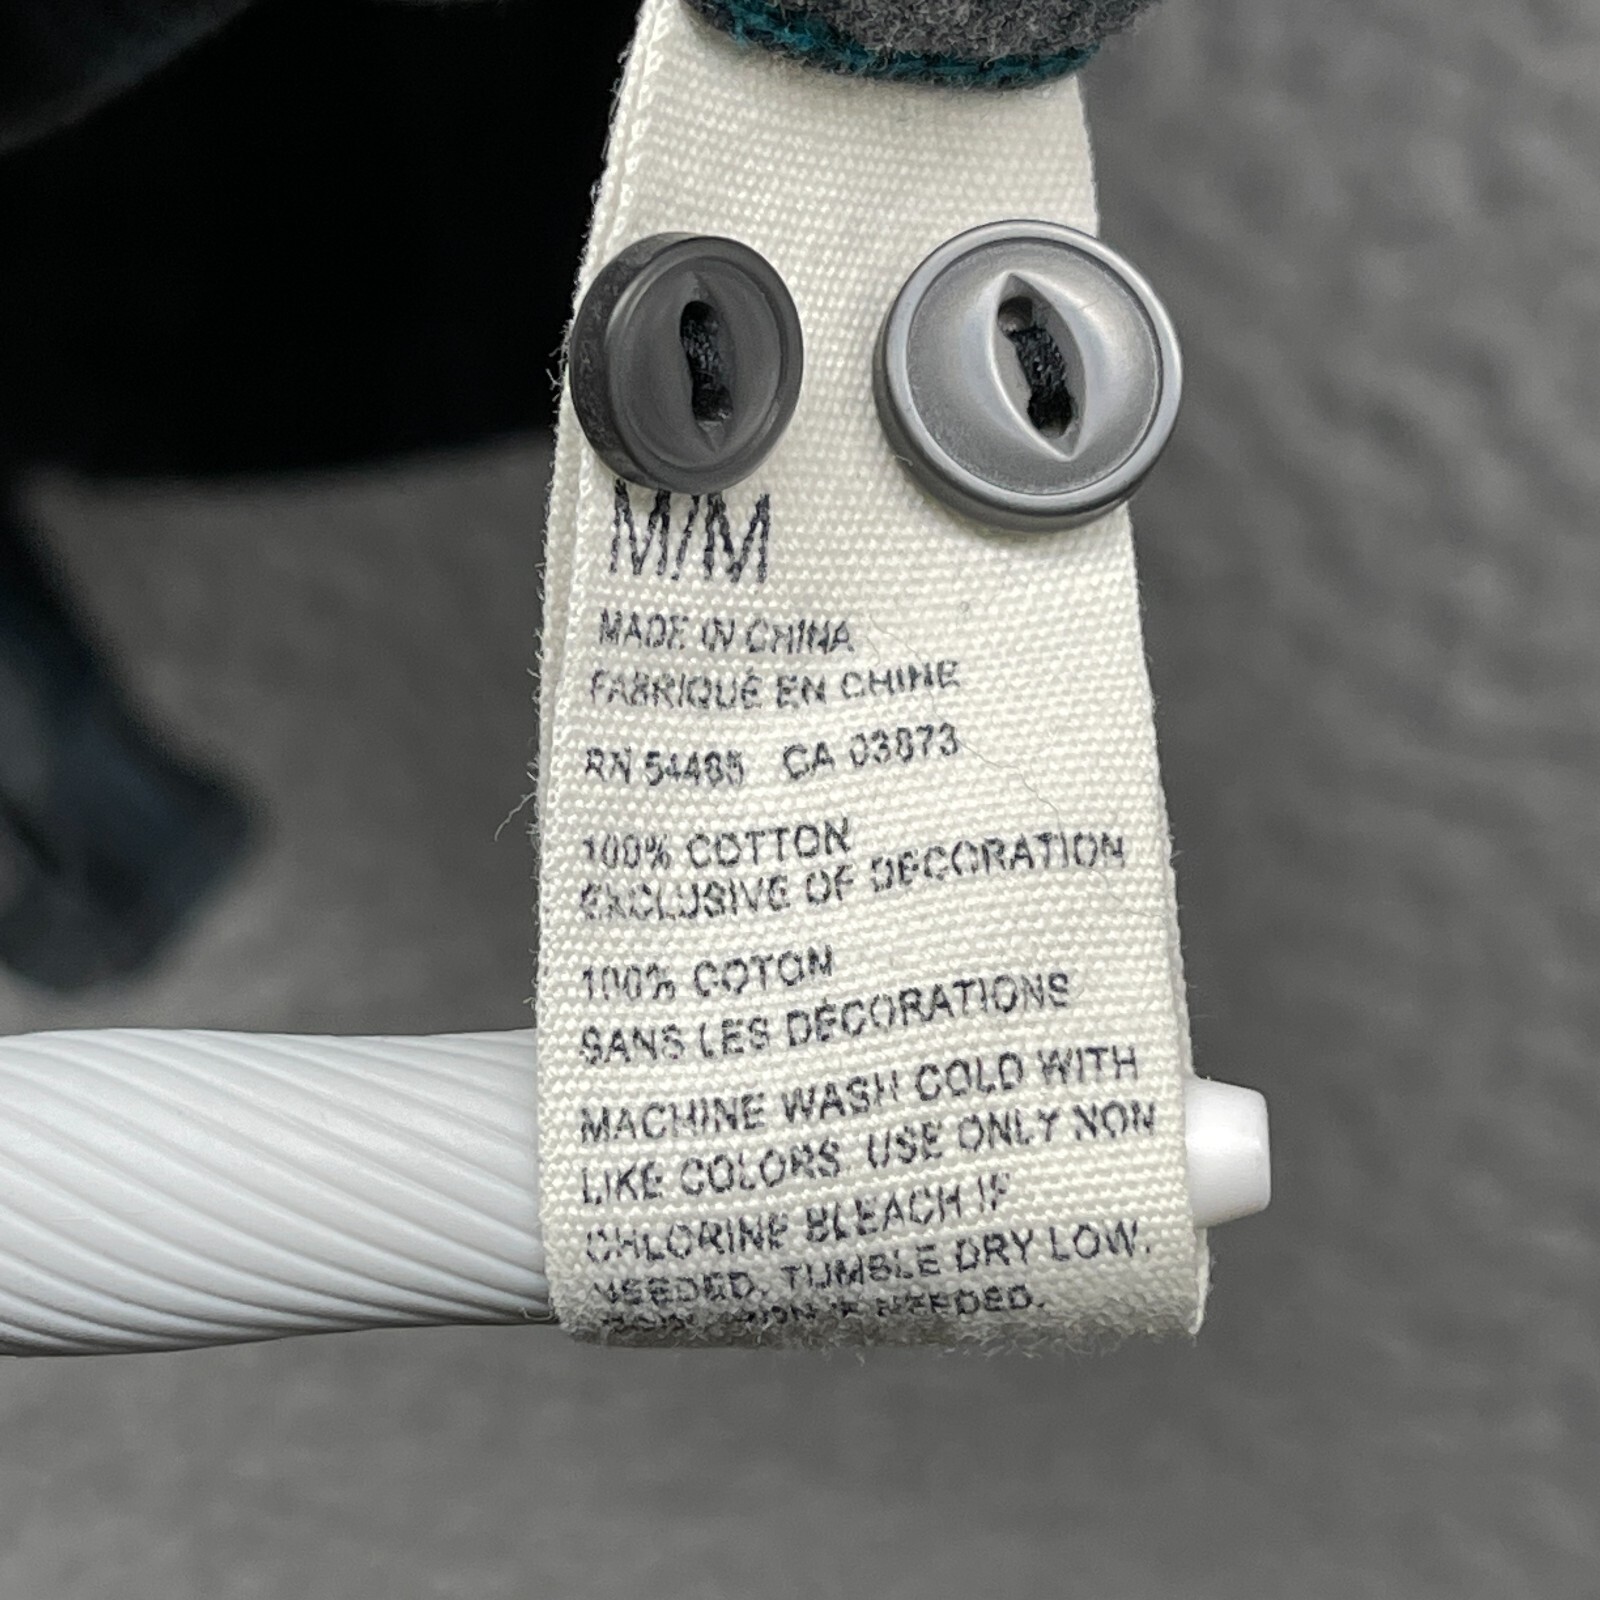 M/M
MADE IN CHINA
FABRIQUÉ EN CHINE
RN 54485 CA 03873
100% COTTON
EXCLUSIVE OF DECORATION
100% COTON
SANS LES DÉCORATIONS
MACHINE WASH COLD WITH
LIKE COLORS. USE ONLY NON
CHLORINE BLEACH IF
NEEDED. TUMBLE DRY LOW.
IF NEEDED.